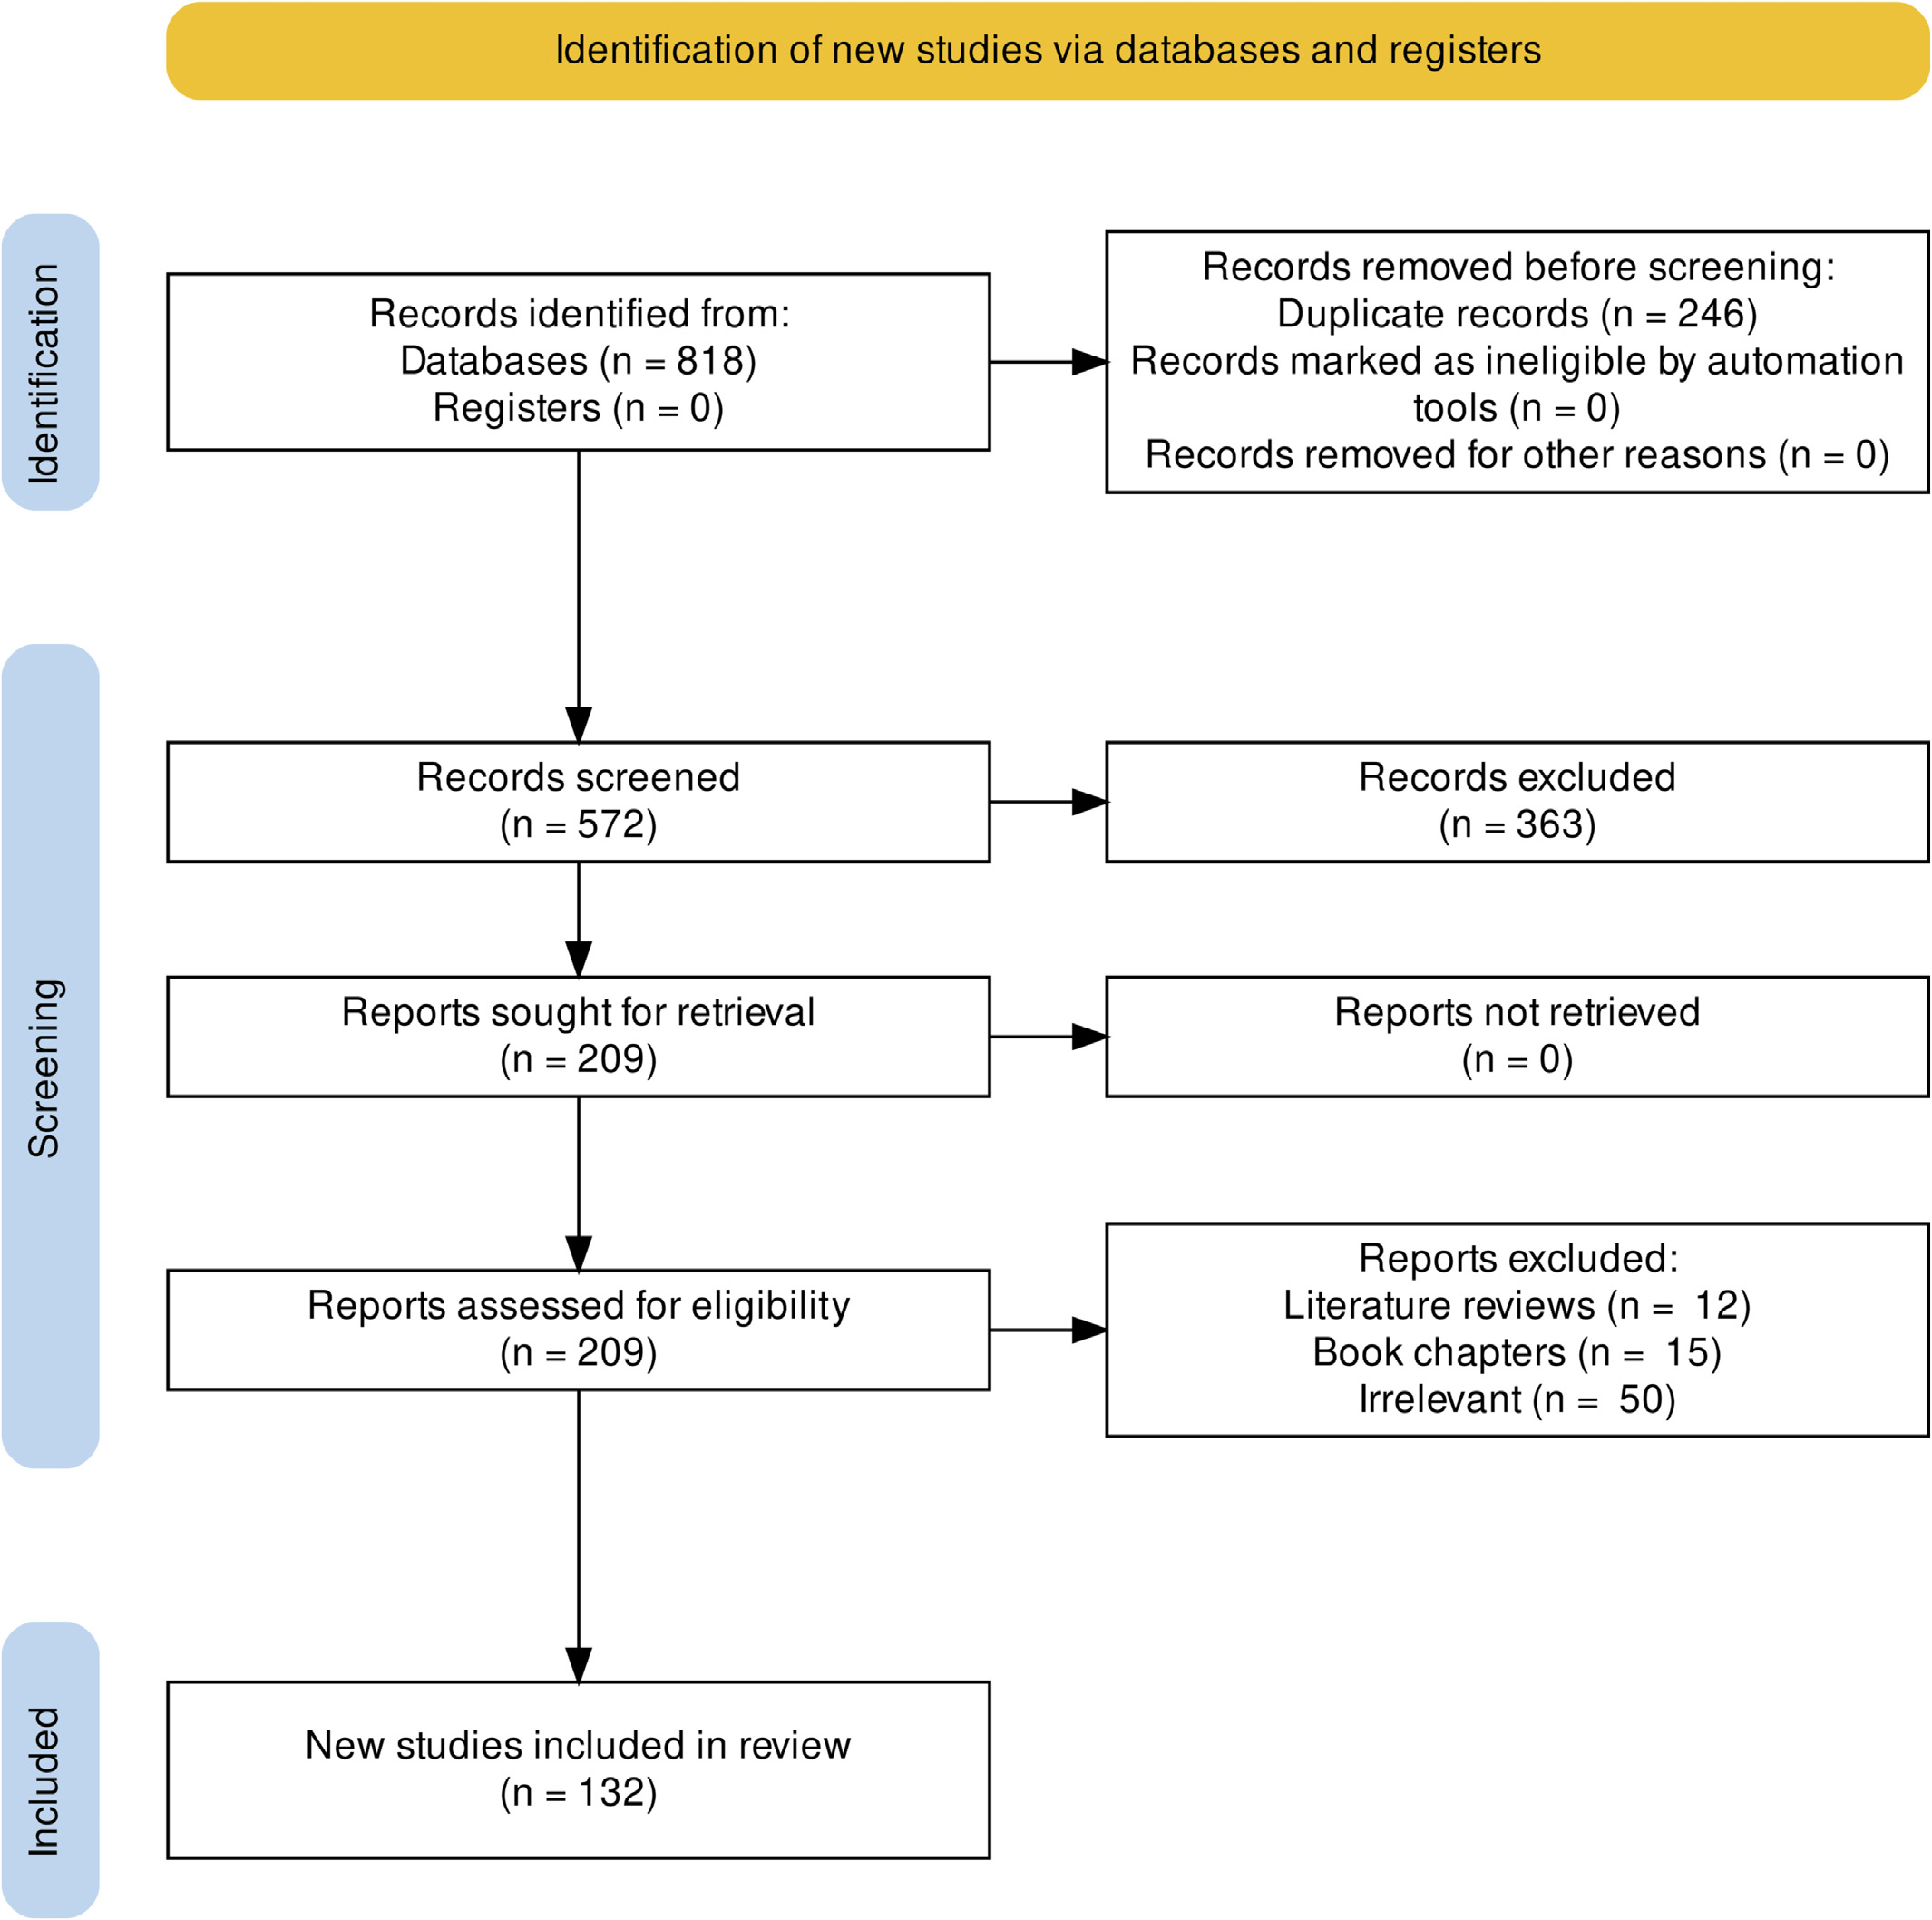 Identification of new studies via databases and registers
Identification
Records identified from:
Databases (n = 818)
Registers (n = 0)
Records removed before screening:
Duplicate records (n = 246)
Records marked as ineligible by automation
tools (n = 0)
Records removed for other reasons (n = 0)
Screening
Records screened
(n = 572)
Records excluded
(n = 363)
Reports sought for retrieval
(n = 209)
Reports not retrieved
(n = 0)
Reports assessed for eligibility
(n = 209)
Reports excluded:
Literature reviews (n =  12)
Book chapters (n =  15)
Irrelevant (n =  50)
Included
New studies included in review
(n = 132)